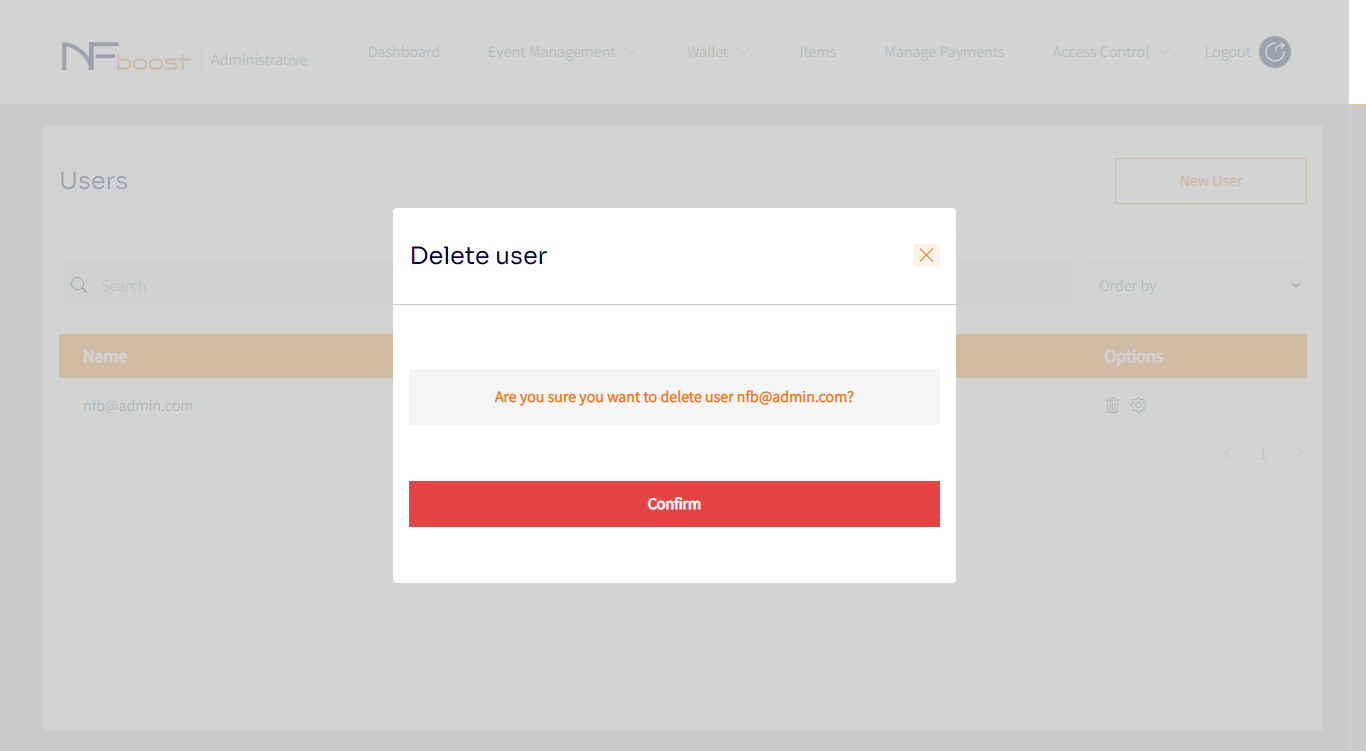 NFboost Administrative Dashboard Event Management Wallet Items Manage Payments Access Control Logout
Users New User
Delete user
Search Order by
Name Options
Are you sure you want to delete user nfb@admin.com?
nfb@admin.com
1
Confirm